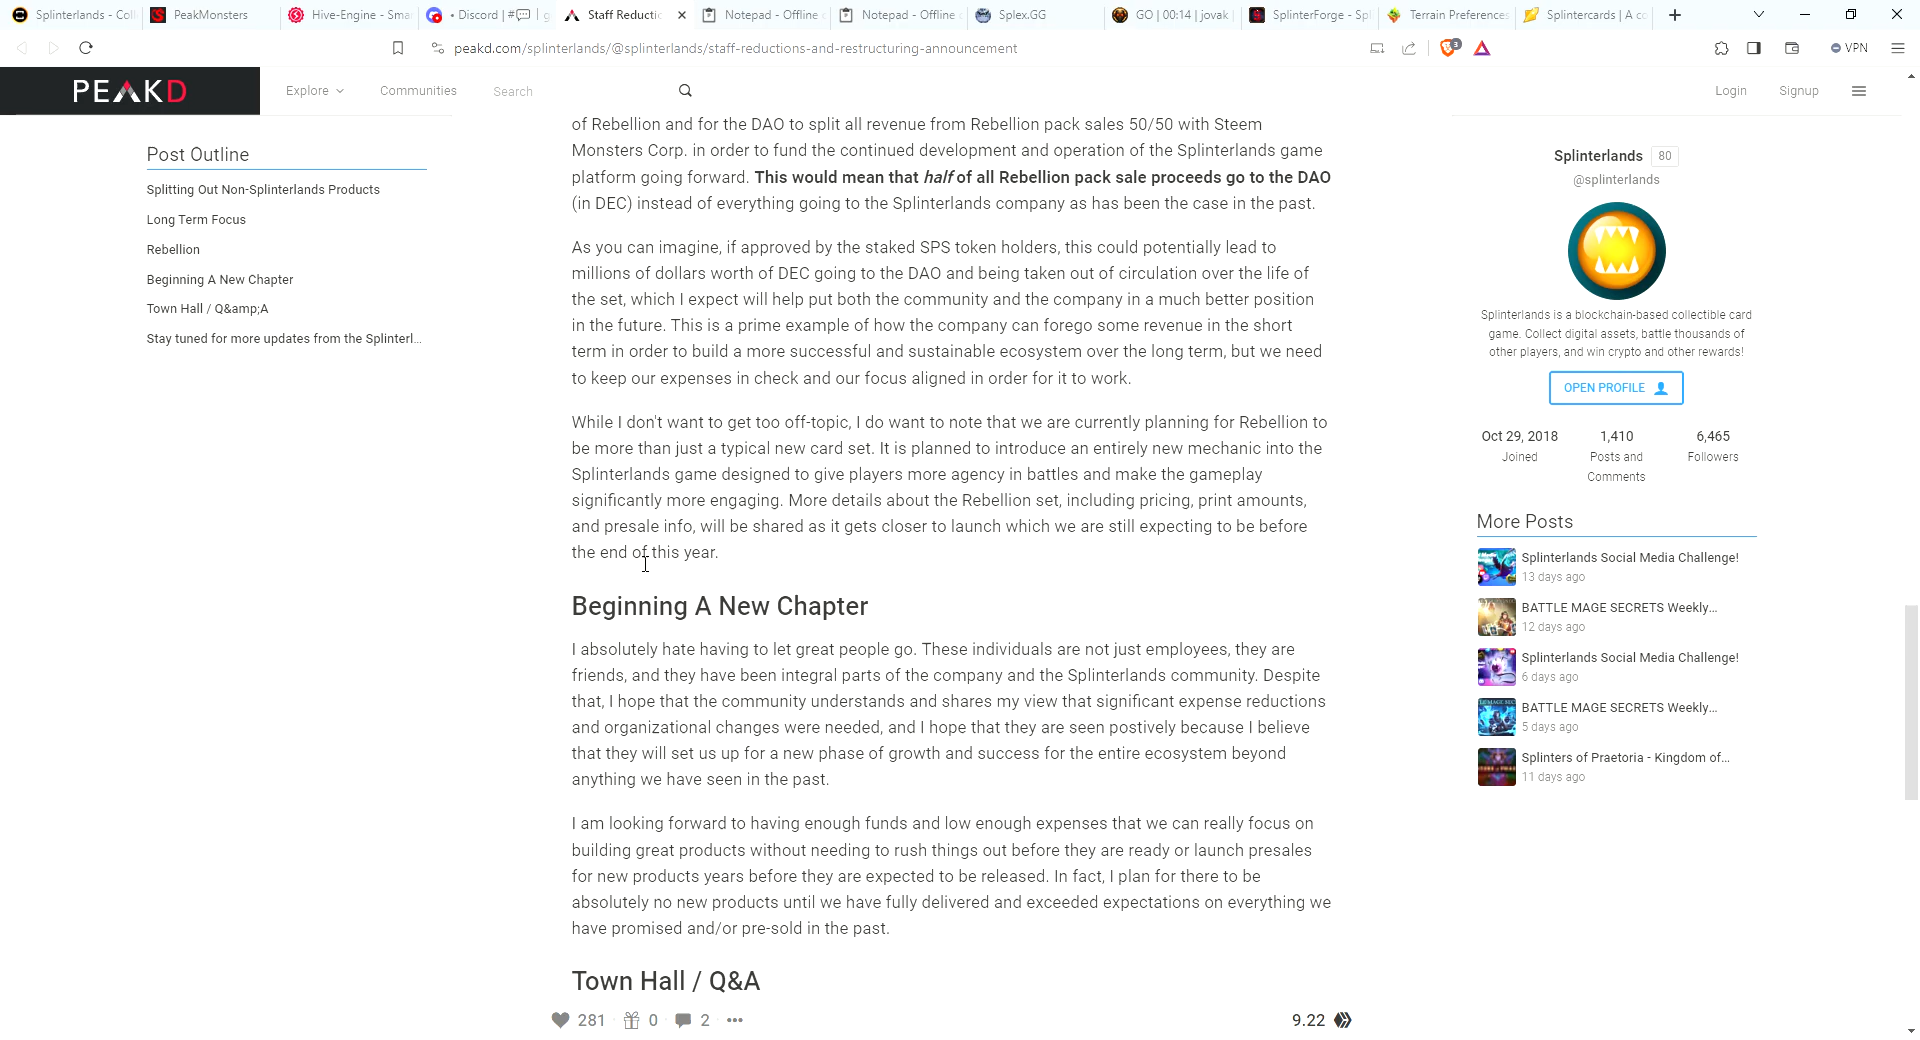 Splinterlands - Coll
PeakMonsters
Hive-Engine - Smar
• Discord | #💬 | g
Staff Reductio
Notepad - Offline c
Notepad - Offline c
Splex.GG
GO | 00:14 | jovak
SplinterForge - Spl
Terrain Preferences
Splintercards | A co
peakd.com/splinterlands/@splinterlands/staff-reductions-and-restructuring-announcement
3
VPN
PEAKD
Explore
Communities
Search
Login
Signup
Post Outline
Splitting Out Non-Splinterlands Products
Long Term Focus
Rebellion
Beginning A New Chapter
Town Hall / Q&amp;A
Stay tuned for more updates from the Splinterl...
of Rebellion and for the DAO to split all revenue from Rebellion pack sales 50/50 with Steem
Monsters Corp. in order to fund the continued development and operation of the Splinterlands game
platform going forward. This would mean that half of all Rebellion pack sale proceeds go to the DAO
(in DEC) instead of everything going to the Splinterlands company as has been the case in the past.
As you can imagine, if approved by the staked SPS token holders, this could potentially lead to
millions of dollars worth of DEC going to the DAO and being taken out of circulation over the life of
the set, which I expect will help put both the community and the company in a much better position
in the future. This is a prime example of how the company can forego some revenue in the short
term in order to build a more successful and sustainable ecosystem over the long term, but we need
to keep our expenses in check and our focus aligned in order for it to work.
While I don't want to get too off-topic, I do want to note that we are currently planning for Rebellion to
be more than just a typical new card set. It is planned to introduce an entirely new mechanic into the
Splinterlands game designed to give players more agency in battles and make the gameplay
significantly more engaging. More details about the Rebellion set, including pricing, print amounts,
and presale info, will be shared as it gets closer to launch which we are still expecting to be before
the end of this year.
Beginning A New Chapter
I absolutely hate having to let great people go. These individuals are not just employees, they are
friends, and they have been integral parts of the company and the Splinterlands community. Despite
that, I hope that the community understands and shares my view that significant expense reductions
and organizational changes were needed, and I hope that they are seen postively because I believe
that they will set us up for a new phase of growth and success for the entire ecosystem beyond
anything we have seen in the past.
I am looking forward to having enough funds and low enough expenses that we can really focus on
building great products without needing to rush things out before they are ready or launch presales
for new products years before they are expected to be released. In fact, I plan for there to be
absolutely no new products until we have fully delivered and exceeded expectations on everything we
have promised and/or pre-sold in the past.
Town Hall / Q&A
281
0
2
9.22
Splinterlands 80
@splinterlands
Splinterlands is a blockchain-based collectible card
game. Collect digital assets, battle thousands of
other players, and win crypto and other rewards!
OPEN PROFILE
Oct 29, 2018
Joined
1,410
Posts and
Comments
6,465
Followers
More Posts
Splinterlands Social Media Challenge!
13 days ago
BATTLE MAGE SECRETS Weekly...
12 days ago
Splinterlands Social Media Challenge!
6 days ago
BATTLE MAGE SECRETS Weekly...
5 days ago
Splinters of Praetoria - Kingdom of...
11 days ago